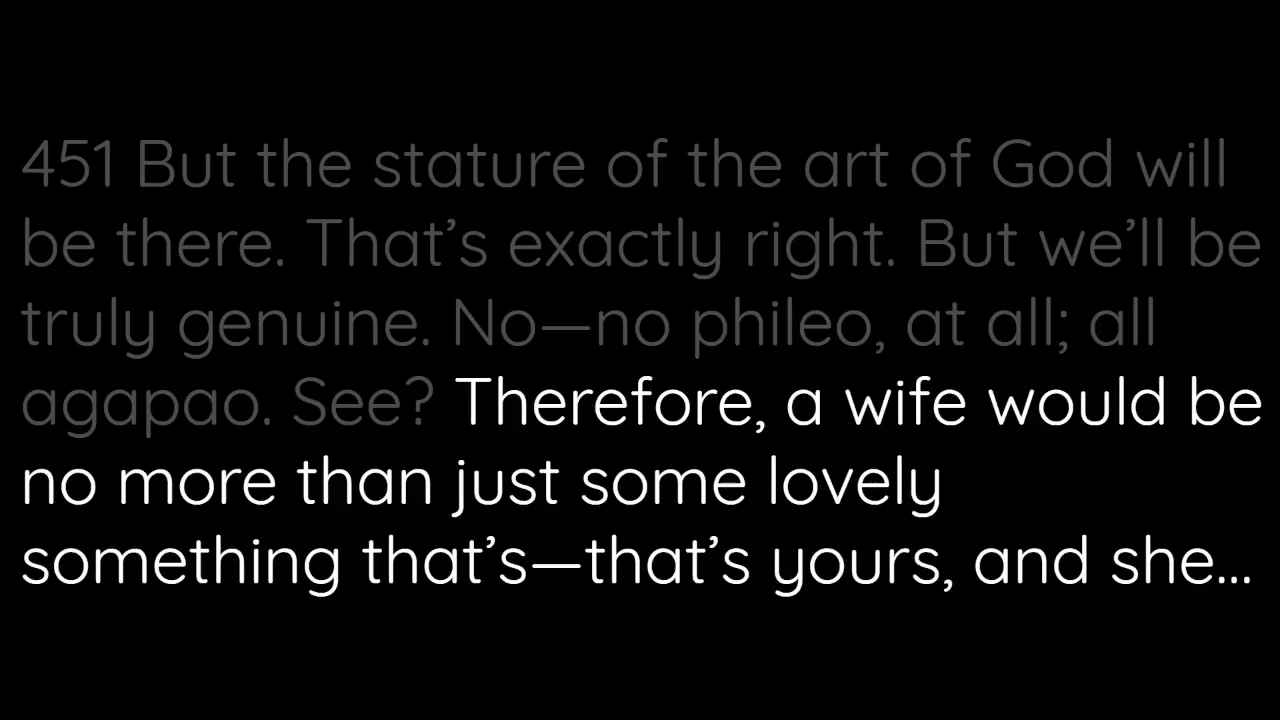 451 But the stature of the art of God will
be there. That’s exactly right. But we’ll be
truly genuine. No—no phileo, at all; all
agapao. See? Therefore, a wife would be
no more than just some lovely
something that’s—that’s yours, and she...